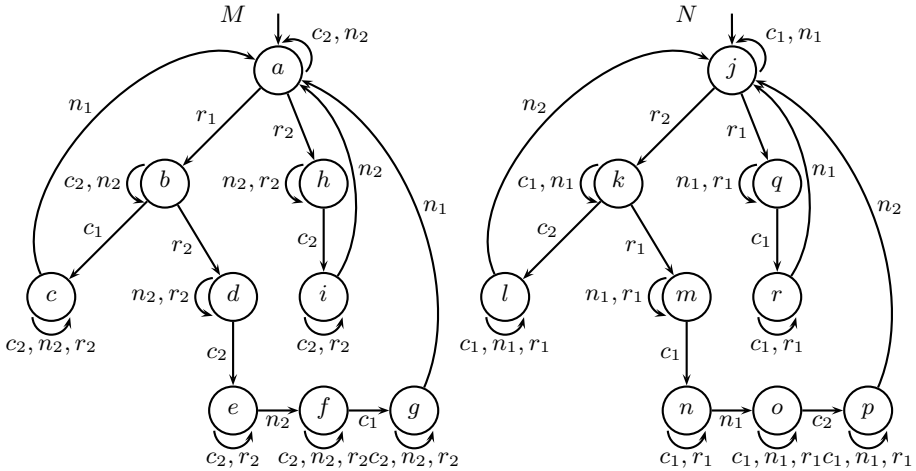 M
N
c₂, n₂
c₁, n₁
a
j
n₁
r₁
r₂
n₂
r₂
r₁
c₂, n₂
b
n₂, r₂
h
n₂
c₁, n₁
k
n₁, r₁
q
n₁
c₁
r₂
c₂
n₁
c₂
r₁
c₁
n₂
c
n₂, r₂
d
i
l
n₁, r₁
m
r
c₂, n₂, r₂
c₂, r₂
c₁, n₁, r₁
c₁, r₁
c₂
c₁
e
n₂
f
c₁
g
n
n₁
o
c₂
p
c₂, r₂
c₂, n₂, r₂
c₂, n₂, r₂
c₁, r₁
c₁, n₁, r₁
c₁, n₁, r₁